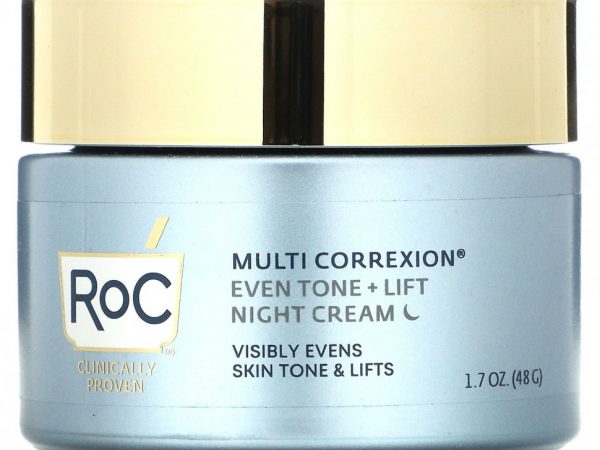 RoC
CLINICALLY
PROVEN
MULTI CORREXION®
EVEN TONE + LIFT
NIGHT CREAM
VISIBLY EVENS
SKIN TONE & LIFTS
1.7 OZ. (48 G)